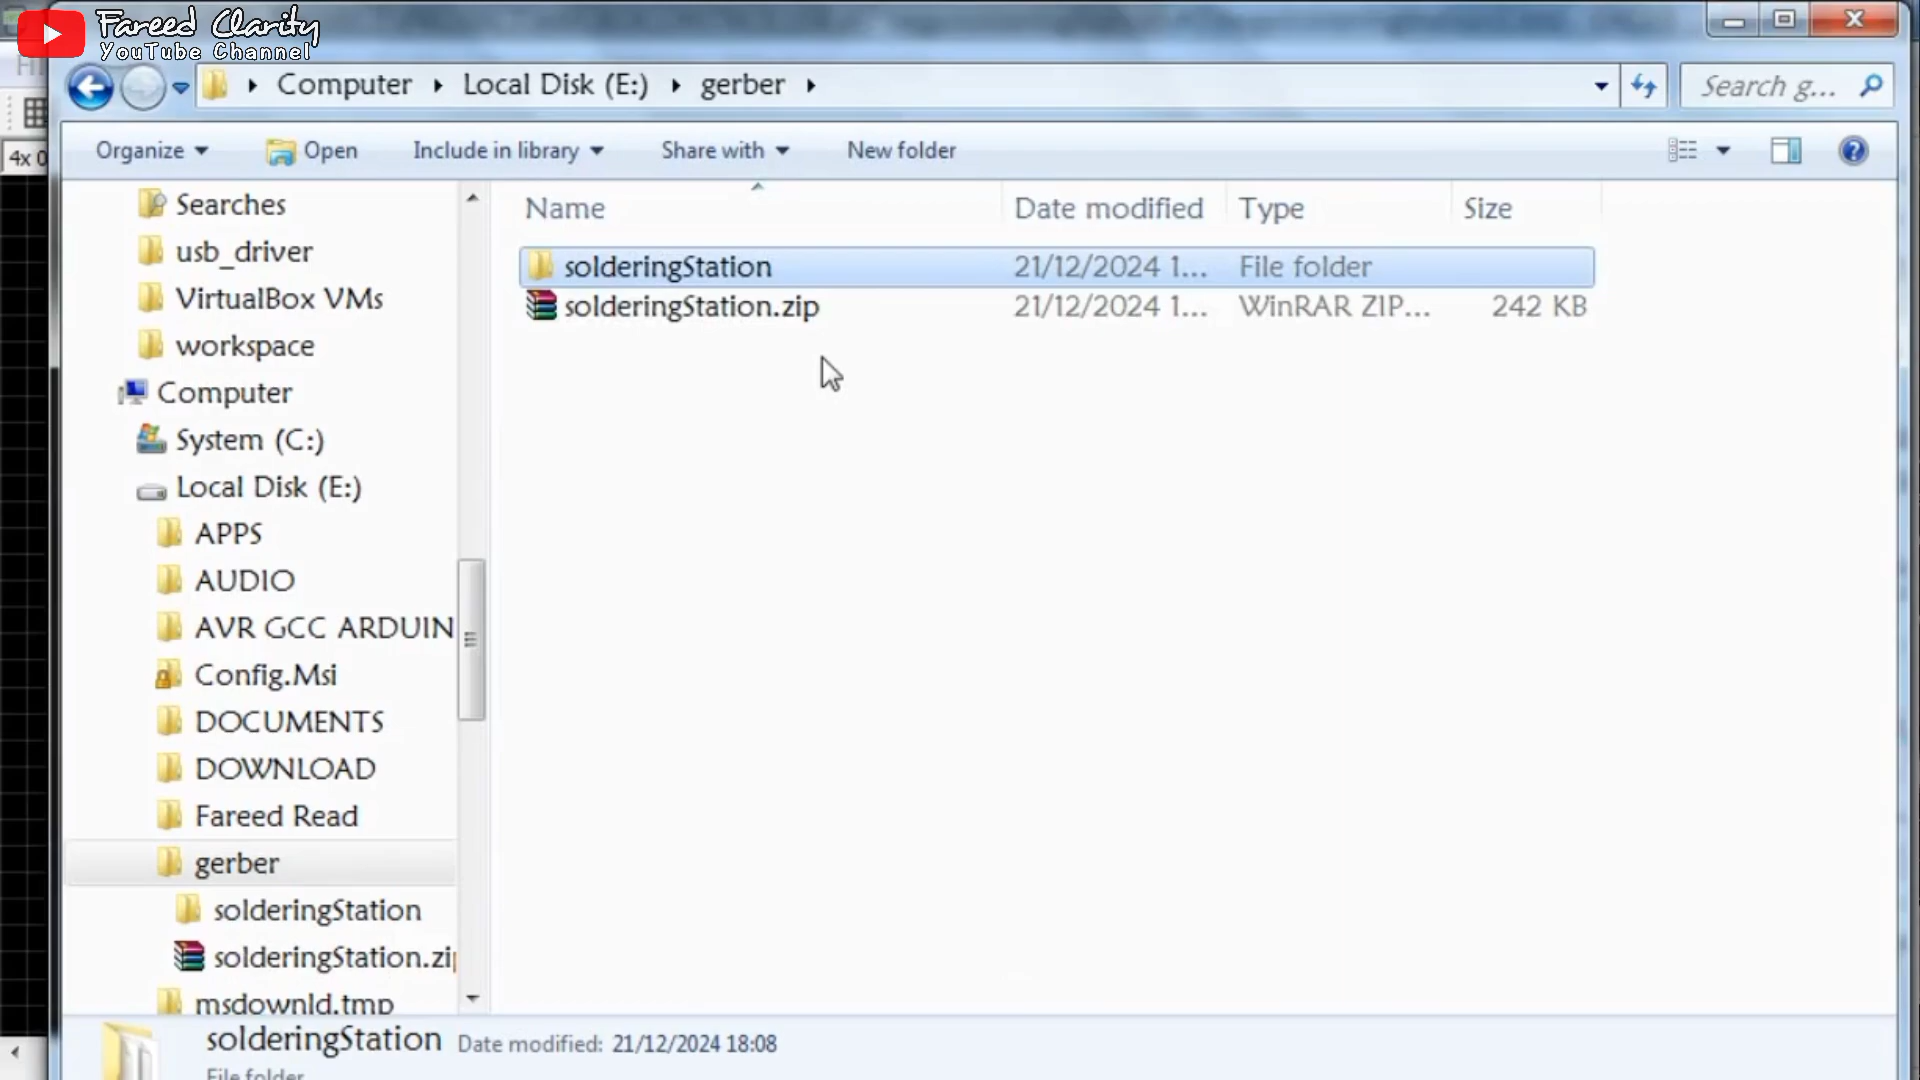 Fareed Clarity
YouTube Channel
Computer
Local Disk (E:)
gerber
Search g...
Organize
Open
Include in library
Share with
New folder
4x 0
Name
Date modified
Type
Size
solderingStation
21/12/2024 1...
File folder
solderingStation.zip
21/12/2024 1...
WinRAR ZIP...
242 KB
Searches
usb_driver
VirtualBox VMs
workspace
Computer
System (C:)
Local Disk (E:)
APPS
AUDIO
AVR GCC ARDUIN
Config.Msi
DOCUMENTS
DOWNLOAD
Fareed Read
gerber
solderingStation
solderingStation.zip
msdownld.tmp
solderingStation
Date modified: 21/12/2024 18:08
File folder